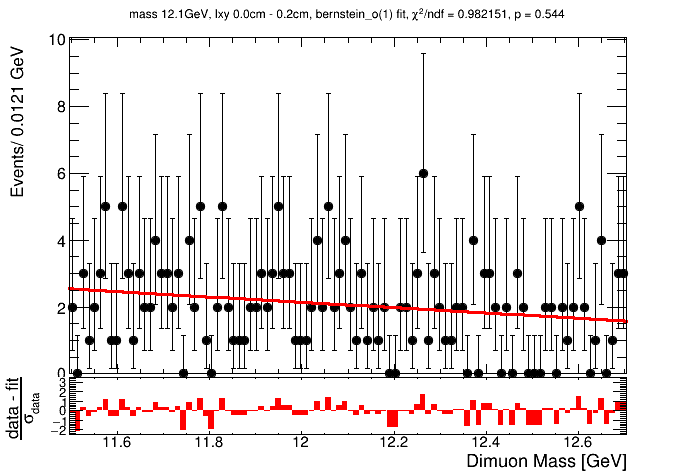 mass 12.1GeV, lxy 0.0cm - 0.2cm, bernstein_o(1) fit, χ²/ndf = 0.982151, p = 0.544
Events/ 0.0121 GeV
10
8
6
4
2
0
data - fit
σdata
3
2
1
0
−1
−2
11.6 11.8 12 12.2 12.4 12.6
Dimuon Mass [GeV]